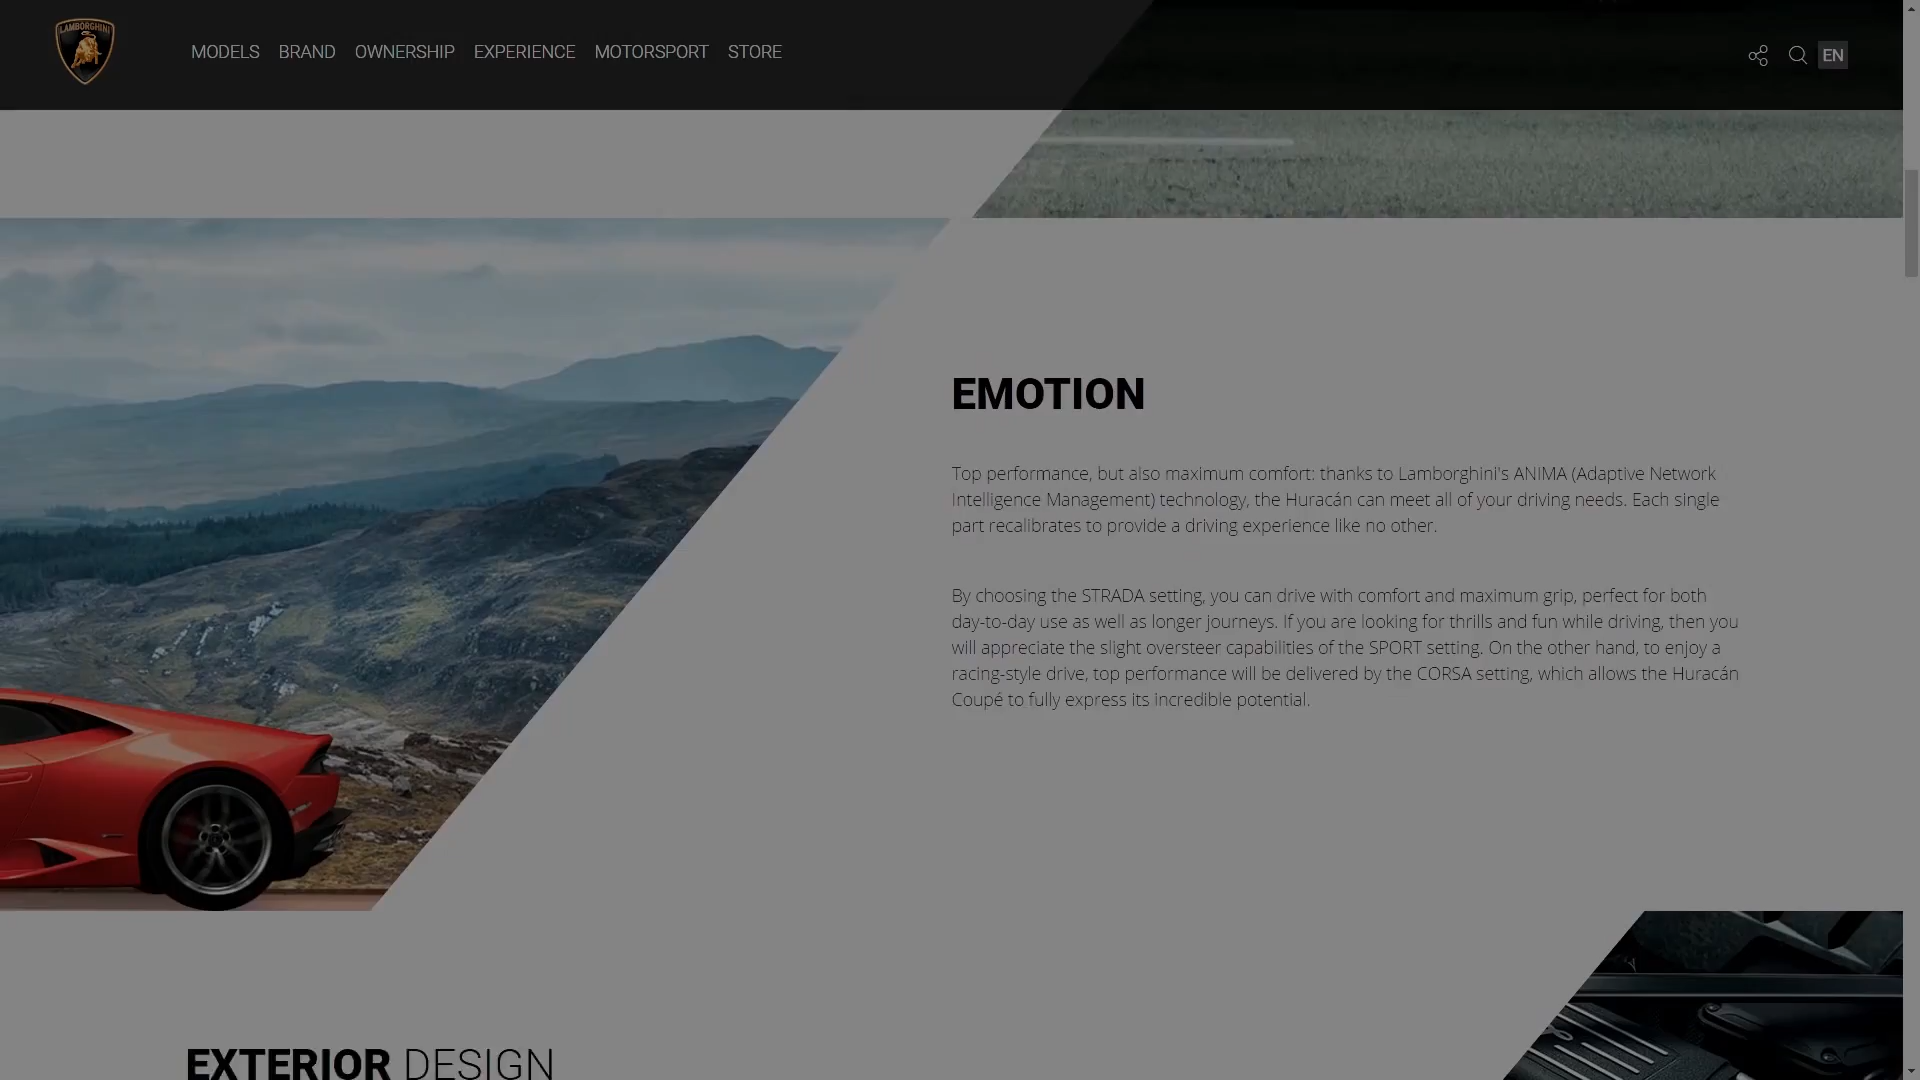 LAMBORGHINI
MODELS BRAND OWNERSHIP EXPERIENCE MOTORSPORT STORE
EN
EMOTION
Top performance, but also maximum comfort: thanks to Lamborghini's ANIMA (Adaptive Network
Intelligence Management) technology, the Huracán can meet all of your driving needs. Each single
part recalibrates to provide a driving experience like no other.
By choosing the STRADA setting, you can drive with comfort and maximum grip, perfect for both
day-to-day use as well as longer journeys. If you are looking for thrills and fun while driving, then you
will appreciate the slight oversteer capabilities of the SPORT setting. On the other hand, to enjoy a
racing-style drive, top performance will be delivered by the CORSA setting, which allows the Huracán
Coupé to fully express its incredible potential.
EXTERIOR DESIGN